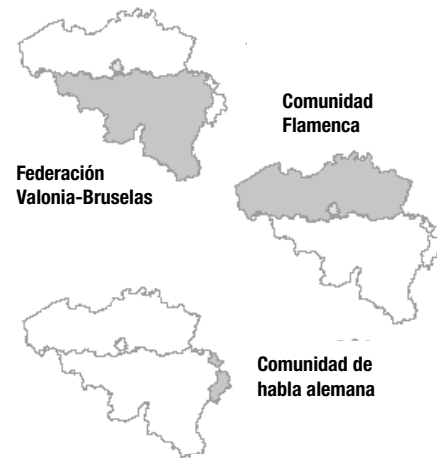 Comunidad
Flamenca
Federación
Valonia-Bruselas
Comunidad de
habla alemana